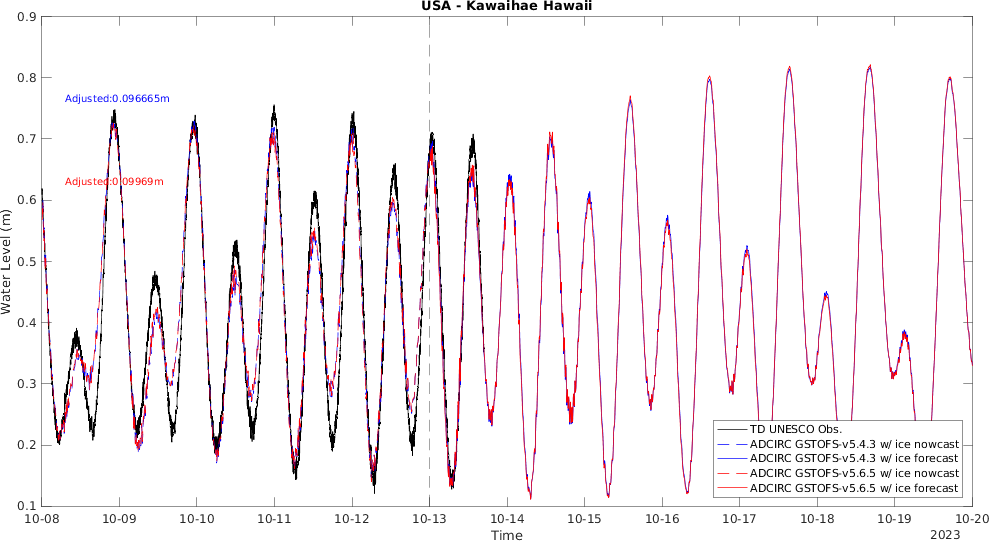 USA - Kawaihae Hawaii
0.9
0.8
0.7
0.6
0.5
0.4
0.3
0.2
0.1
Water Level (m)
Adjusted:0.096665m
Adjusted:0.09969m
TD UNESCO Obs.
ADCIRC GSTOFS-v5.4.3 w/ ice nowcast
ADCIRC GSTOFS-v5.4.3 w/ ice forecast
ADCIRC GSTOFS-v5.6.5 w/ ice nowcast
ADCIRC GSTOFS-v5.6.5 w/ ice forecast
10-08 10-09 10-10 10-11 10-12 10-13 10-14 10-15 10-16 10-17 10-18 10-19 10-20
Time
2023